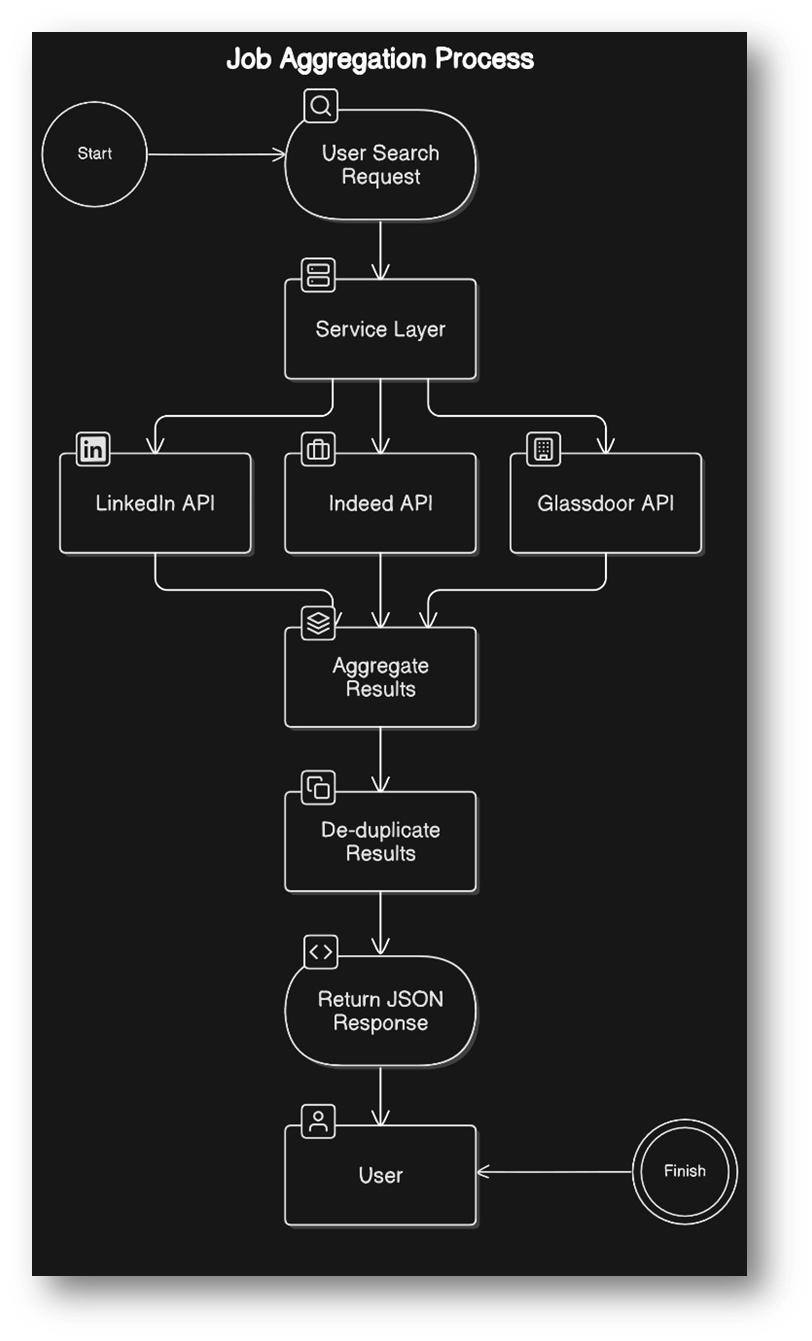 Job Aggregation Process
Start
User Search
Request
Service Layer
in
LinkedIn API
Indeed API
Glassdoor API
Aggregate
Results
De-duplicate
Results
Return JSON
Response
User
Finish